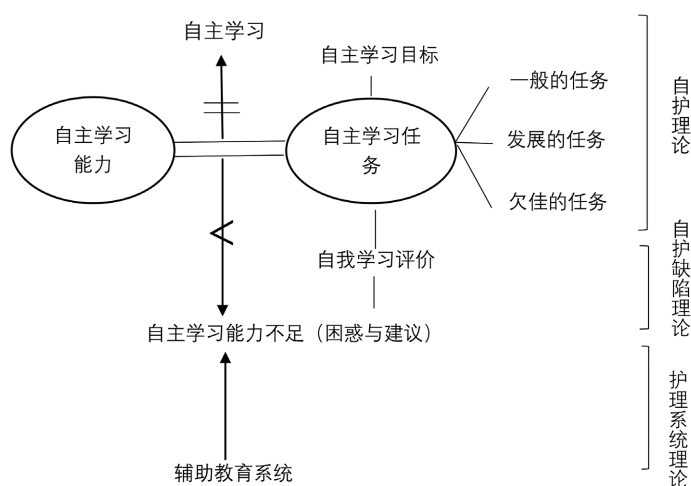 自主学习
自主学习目标
一般的任务
自主学习
能力
自主学习任
务
发展的任务
欠佳的任务
自我学习评价
自主学习能力不足（困惑与建议）
辅助教育系统
自护理论
自护缺陷理论
护理系统理论